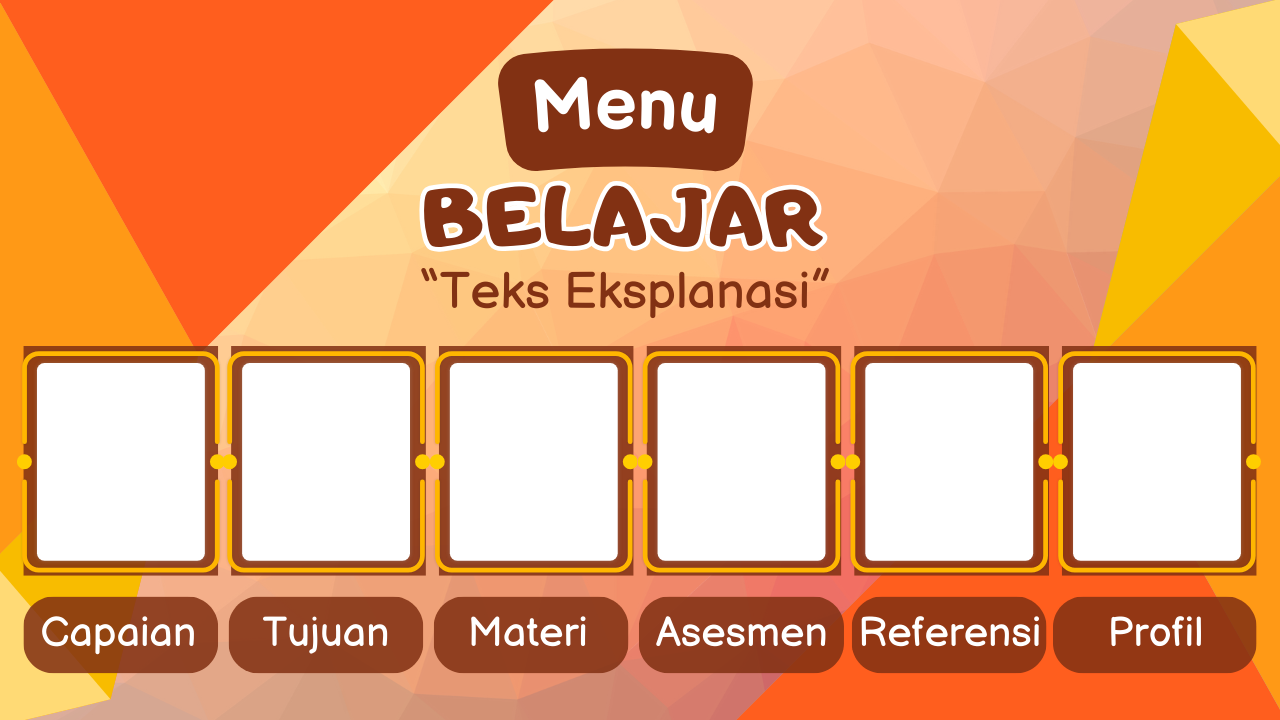 Menu
BELAJAR
“Teks Eksplanasi”
Capaian Tujuan Materi Asesmen Referensi Profil